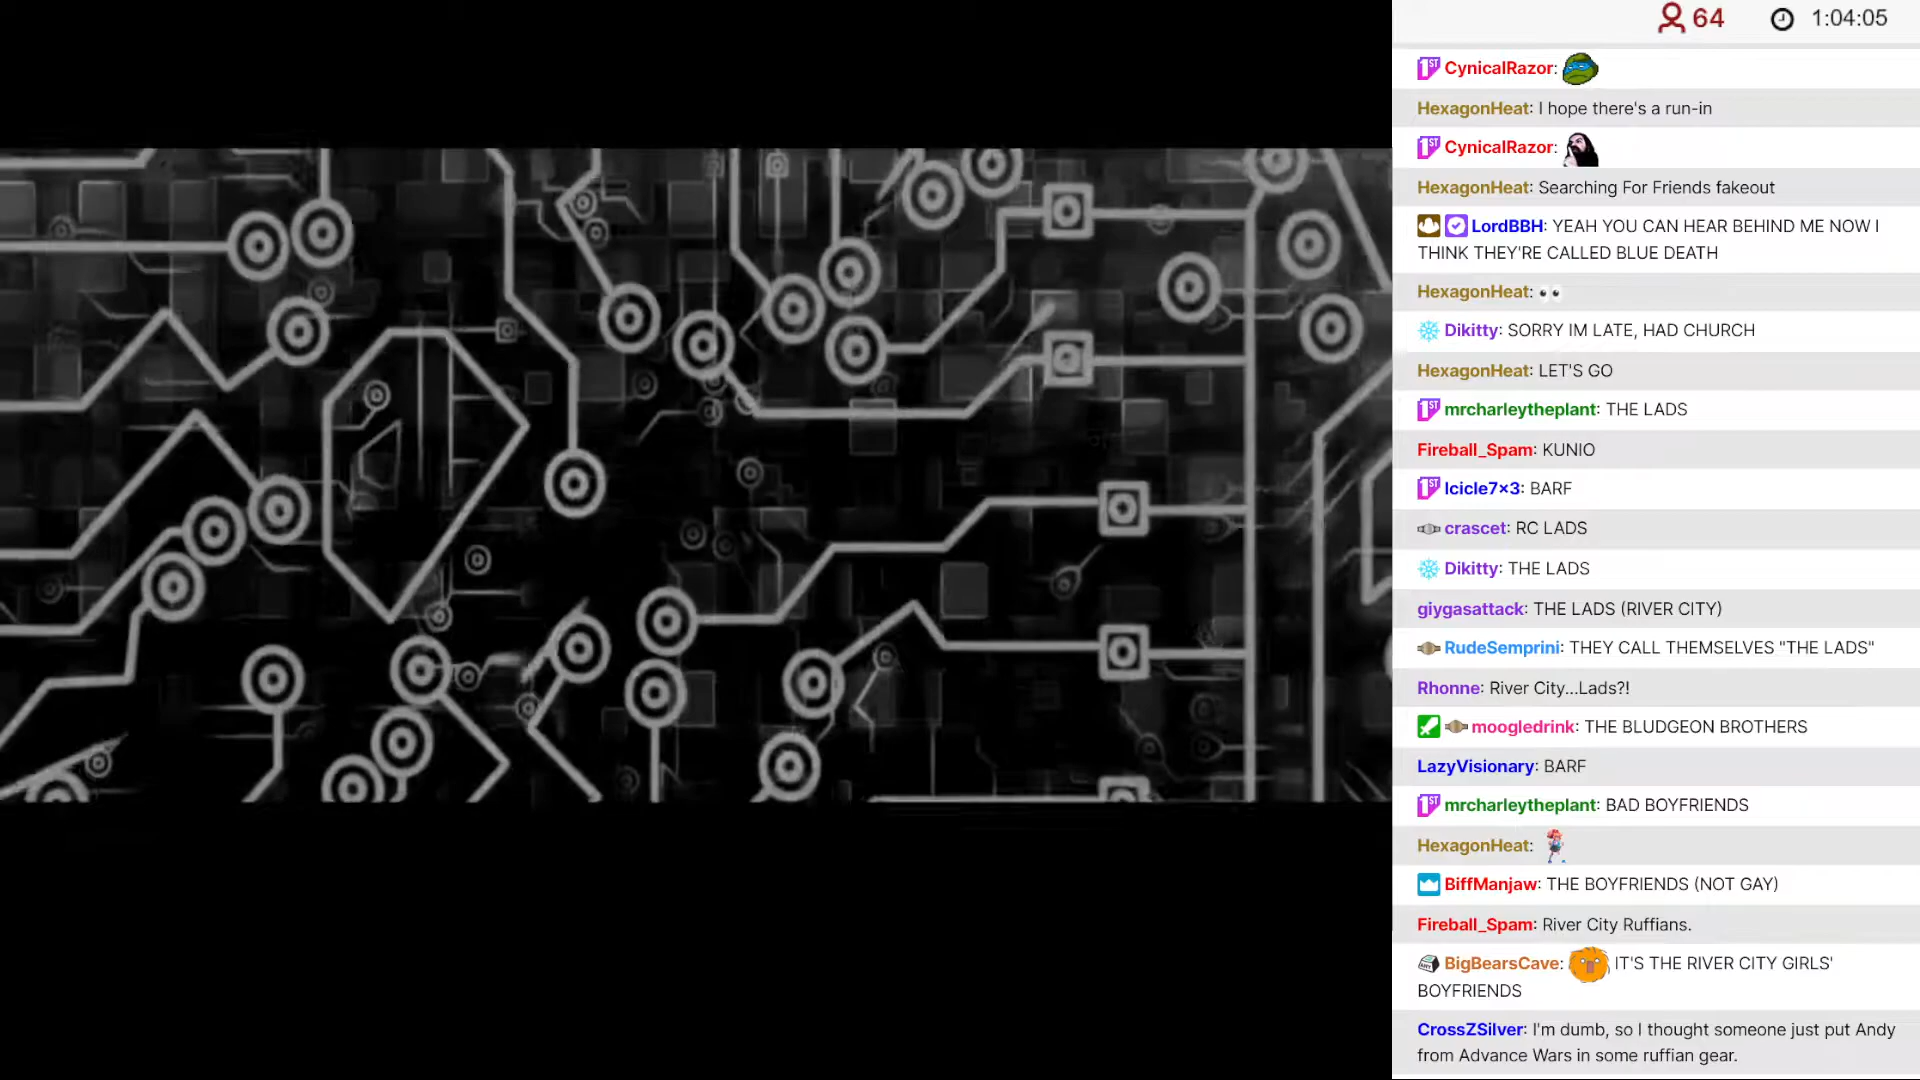 64 1:04:05
CynicalRazor:
HexagonHeat: I hope there's a run-in
CynicalRazor:
HexagonHeat: Searching For Friends fakeout
LordBBH: YEAH YOU CAN HEAR BEHIND ME NOW I
THINK THEY'RE CALLED BLUE DEATH
HexagonHeat:
Dikitty: SORRY IM LATE, HAD CHURCH
HexagonHeat: LET'S GO
mrcharleytheplant: THE LADS
Fireball_Spam: KUNIO
Icicle7x3: BARF
crascet: RC LADS
Dikitty: THE LADS
giygasattack: THE LADS (RIVER CITY)
RudeSemprini: THEY CALL THEMSELVES "THE LADS"
Rhonne: River City...Lads?!
moogledrink: THE BLUDGEON BROTHERS
LazyVisionary: BARF
mrcharleytheplant: BAD BOYFRIENDS
HexagonHeat:
BiffManjaw: THE BOYFRIENDS (NOT GAY)
Fireball_Spam: River City Ruffians.
BigBearsCave: IT'S THE RIVER CITY GIRLS'
BOYFRIENDS
CrossZSilver: I'm dumb, so I thought someone just put Andy
from Advance Wars in some ruffian gear.